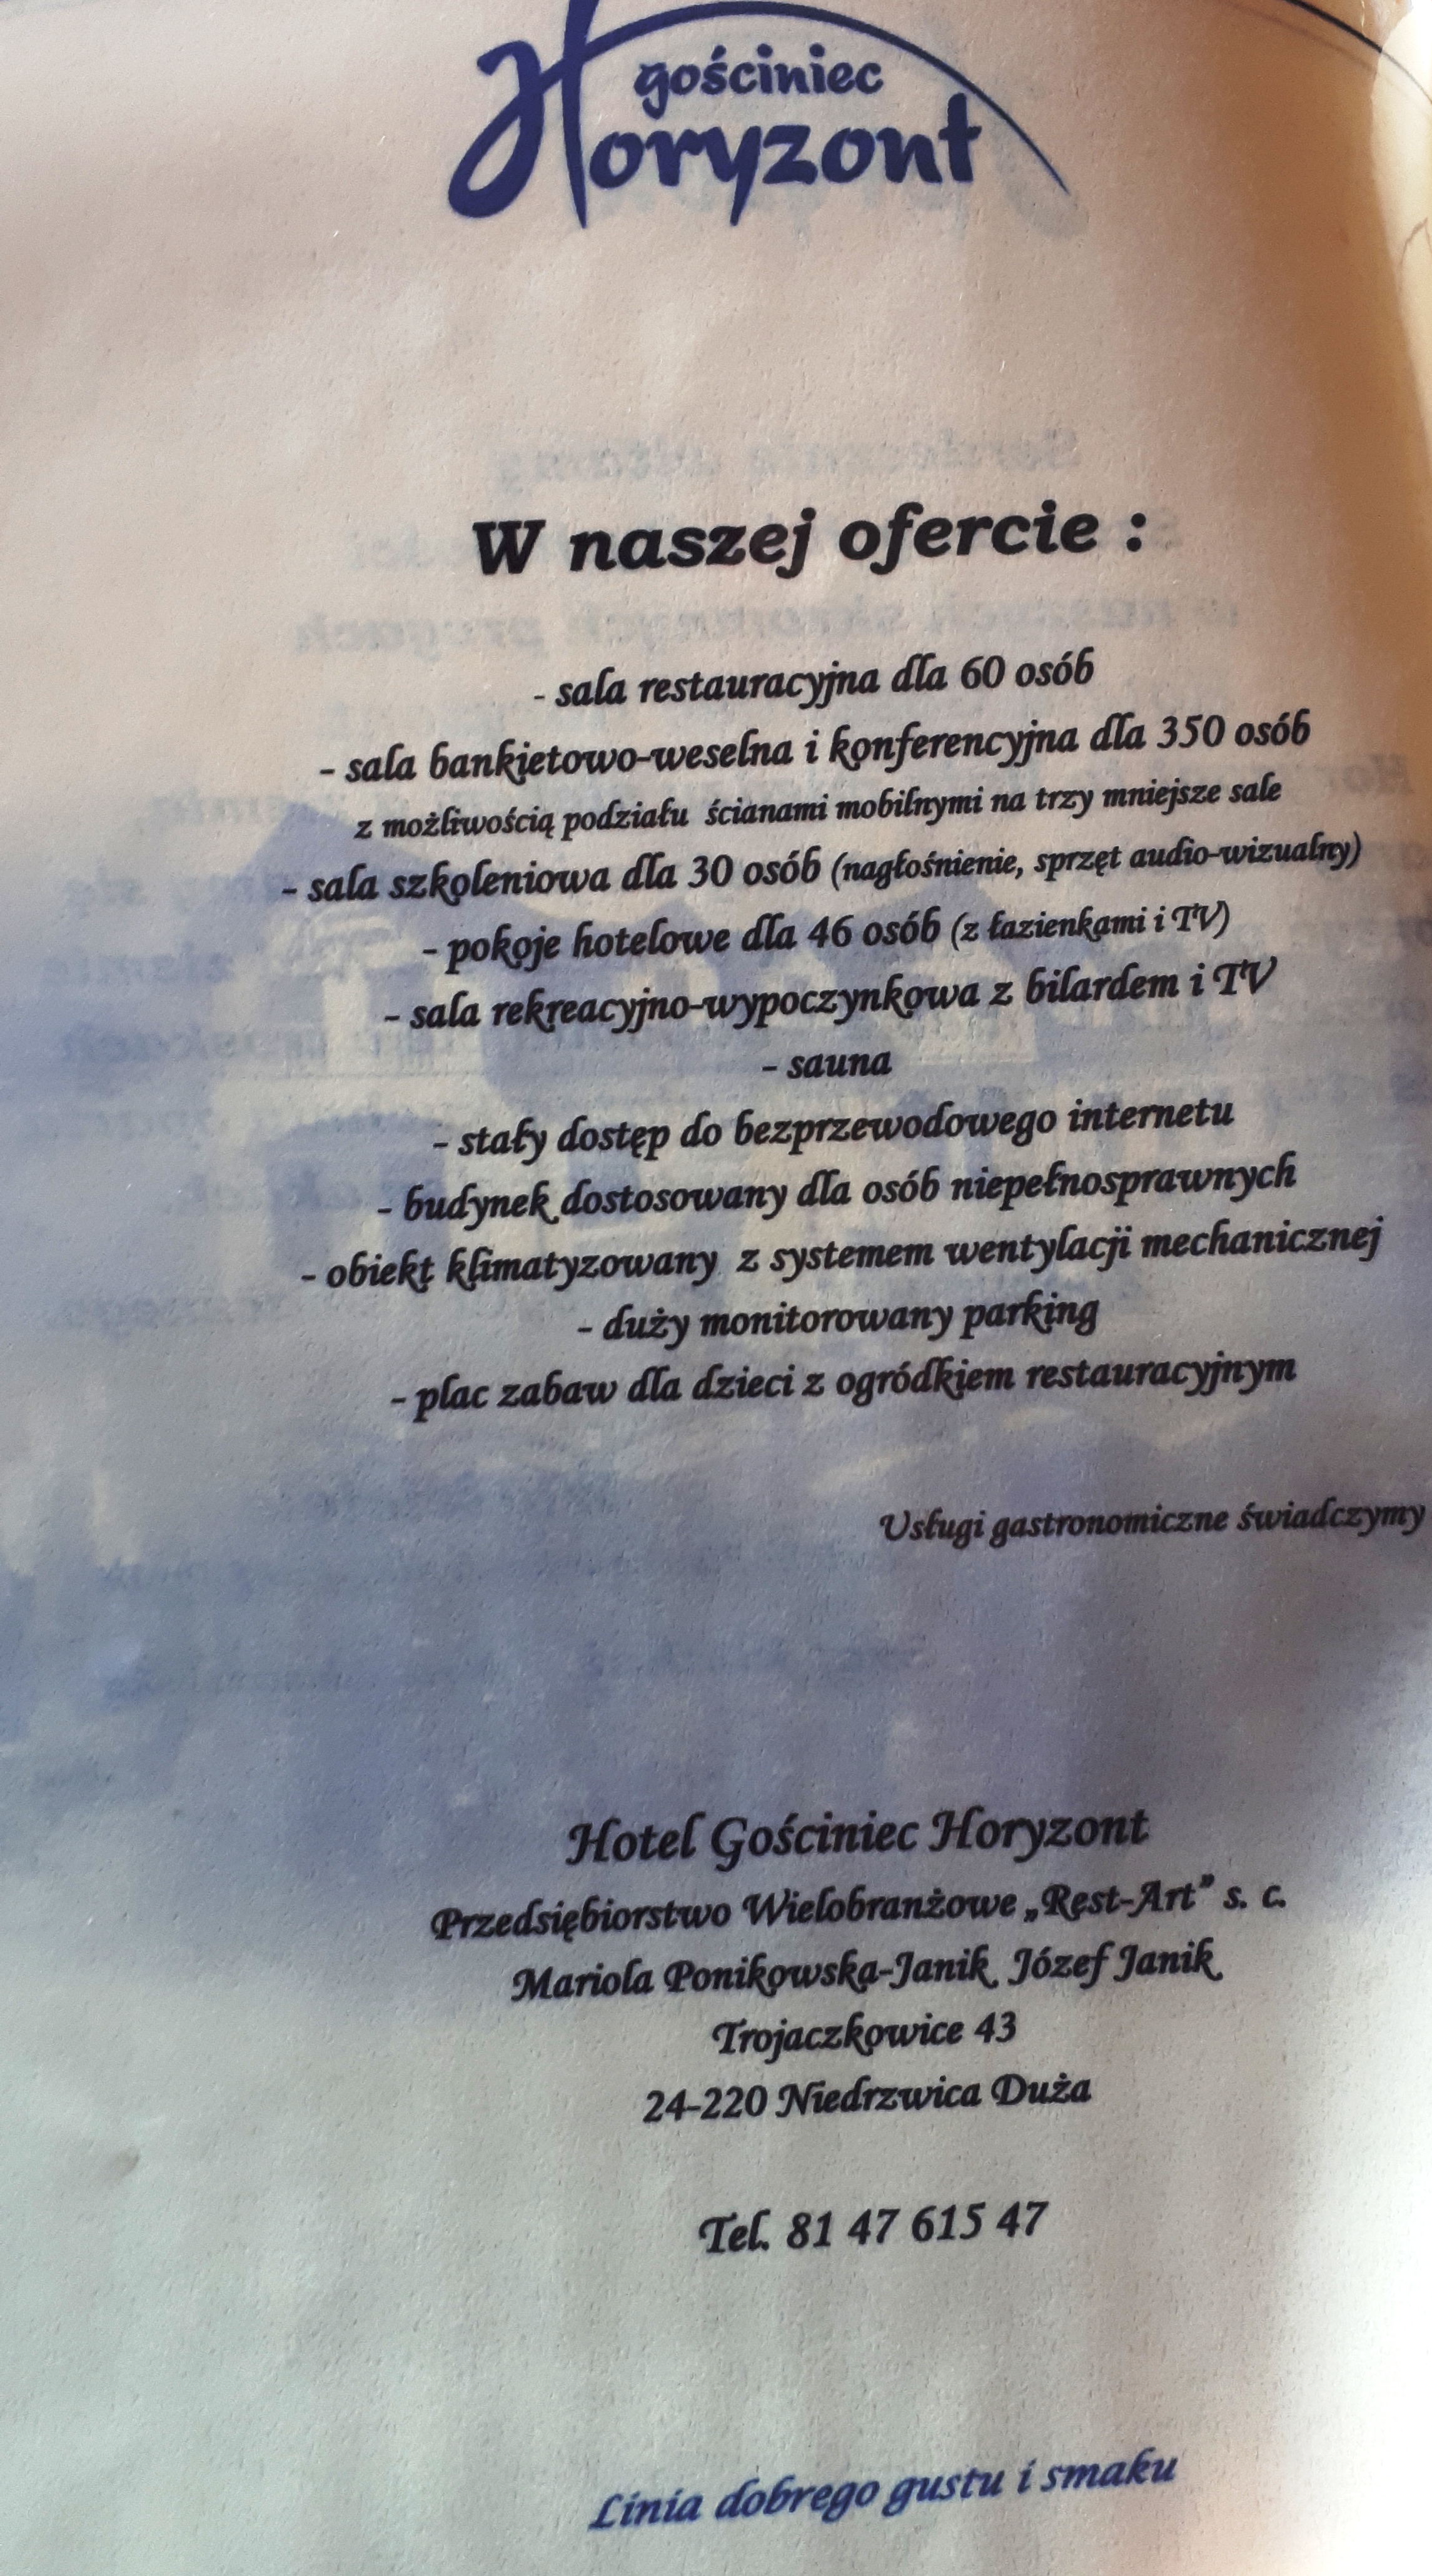 gościniec
Horyzont
W naszej ofercie :
- sala restauracyjna dla 60 osób
- sala bankietowo-weselna i konferencyjna dla 350 osób
z możliwością podziału ścianami mobilnymi na trzy mniejsze sale
- sala szkoleniowa dla 30 osób (nagłośnienie, sprzęt audio-wizualny)
- pokoje hotelowe dla 46 osób (z łazienkami i TV)
- sala rekreacyjno-wypoczynkowa z bilardem i TV
- sauna
- stały dostęp do bezprzewodowego internetu
- budynek dostosowany dla osób niepełnosprawnych
- obiekt klimatyzowany z systemem wentylacji mechanicznej
- duży monitorowany parking
- plac zabaw dla dzieci z ogródkiem restauracyjnym
Usługi gastronomiczne świadczymy
Hotel Gościniec Horyzont
Przedsiębiorstwo Wielobranżowe „Rest-Art” s. c.
Mariola Ponikowska-Janik Józef Janik
Trojaczkowice 43
24-220 Niedrzwica Duża
Tel. 81 47 615 47
Linia dobrego gustu i smaku